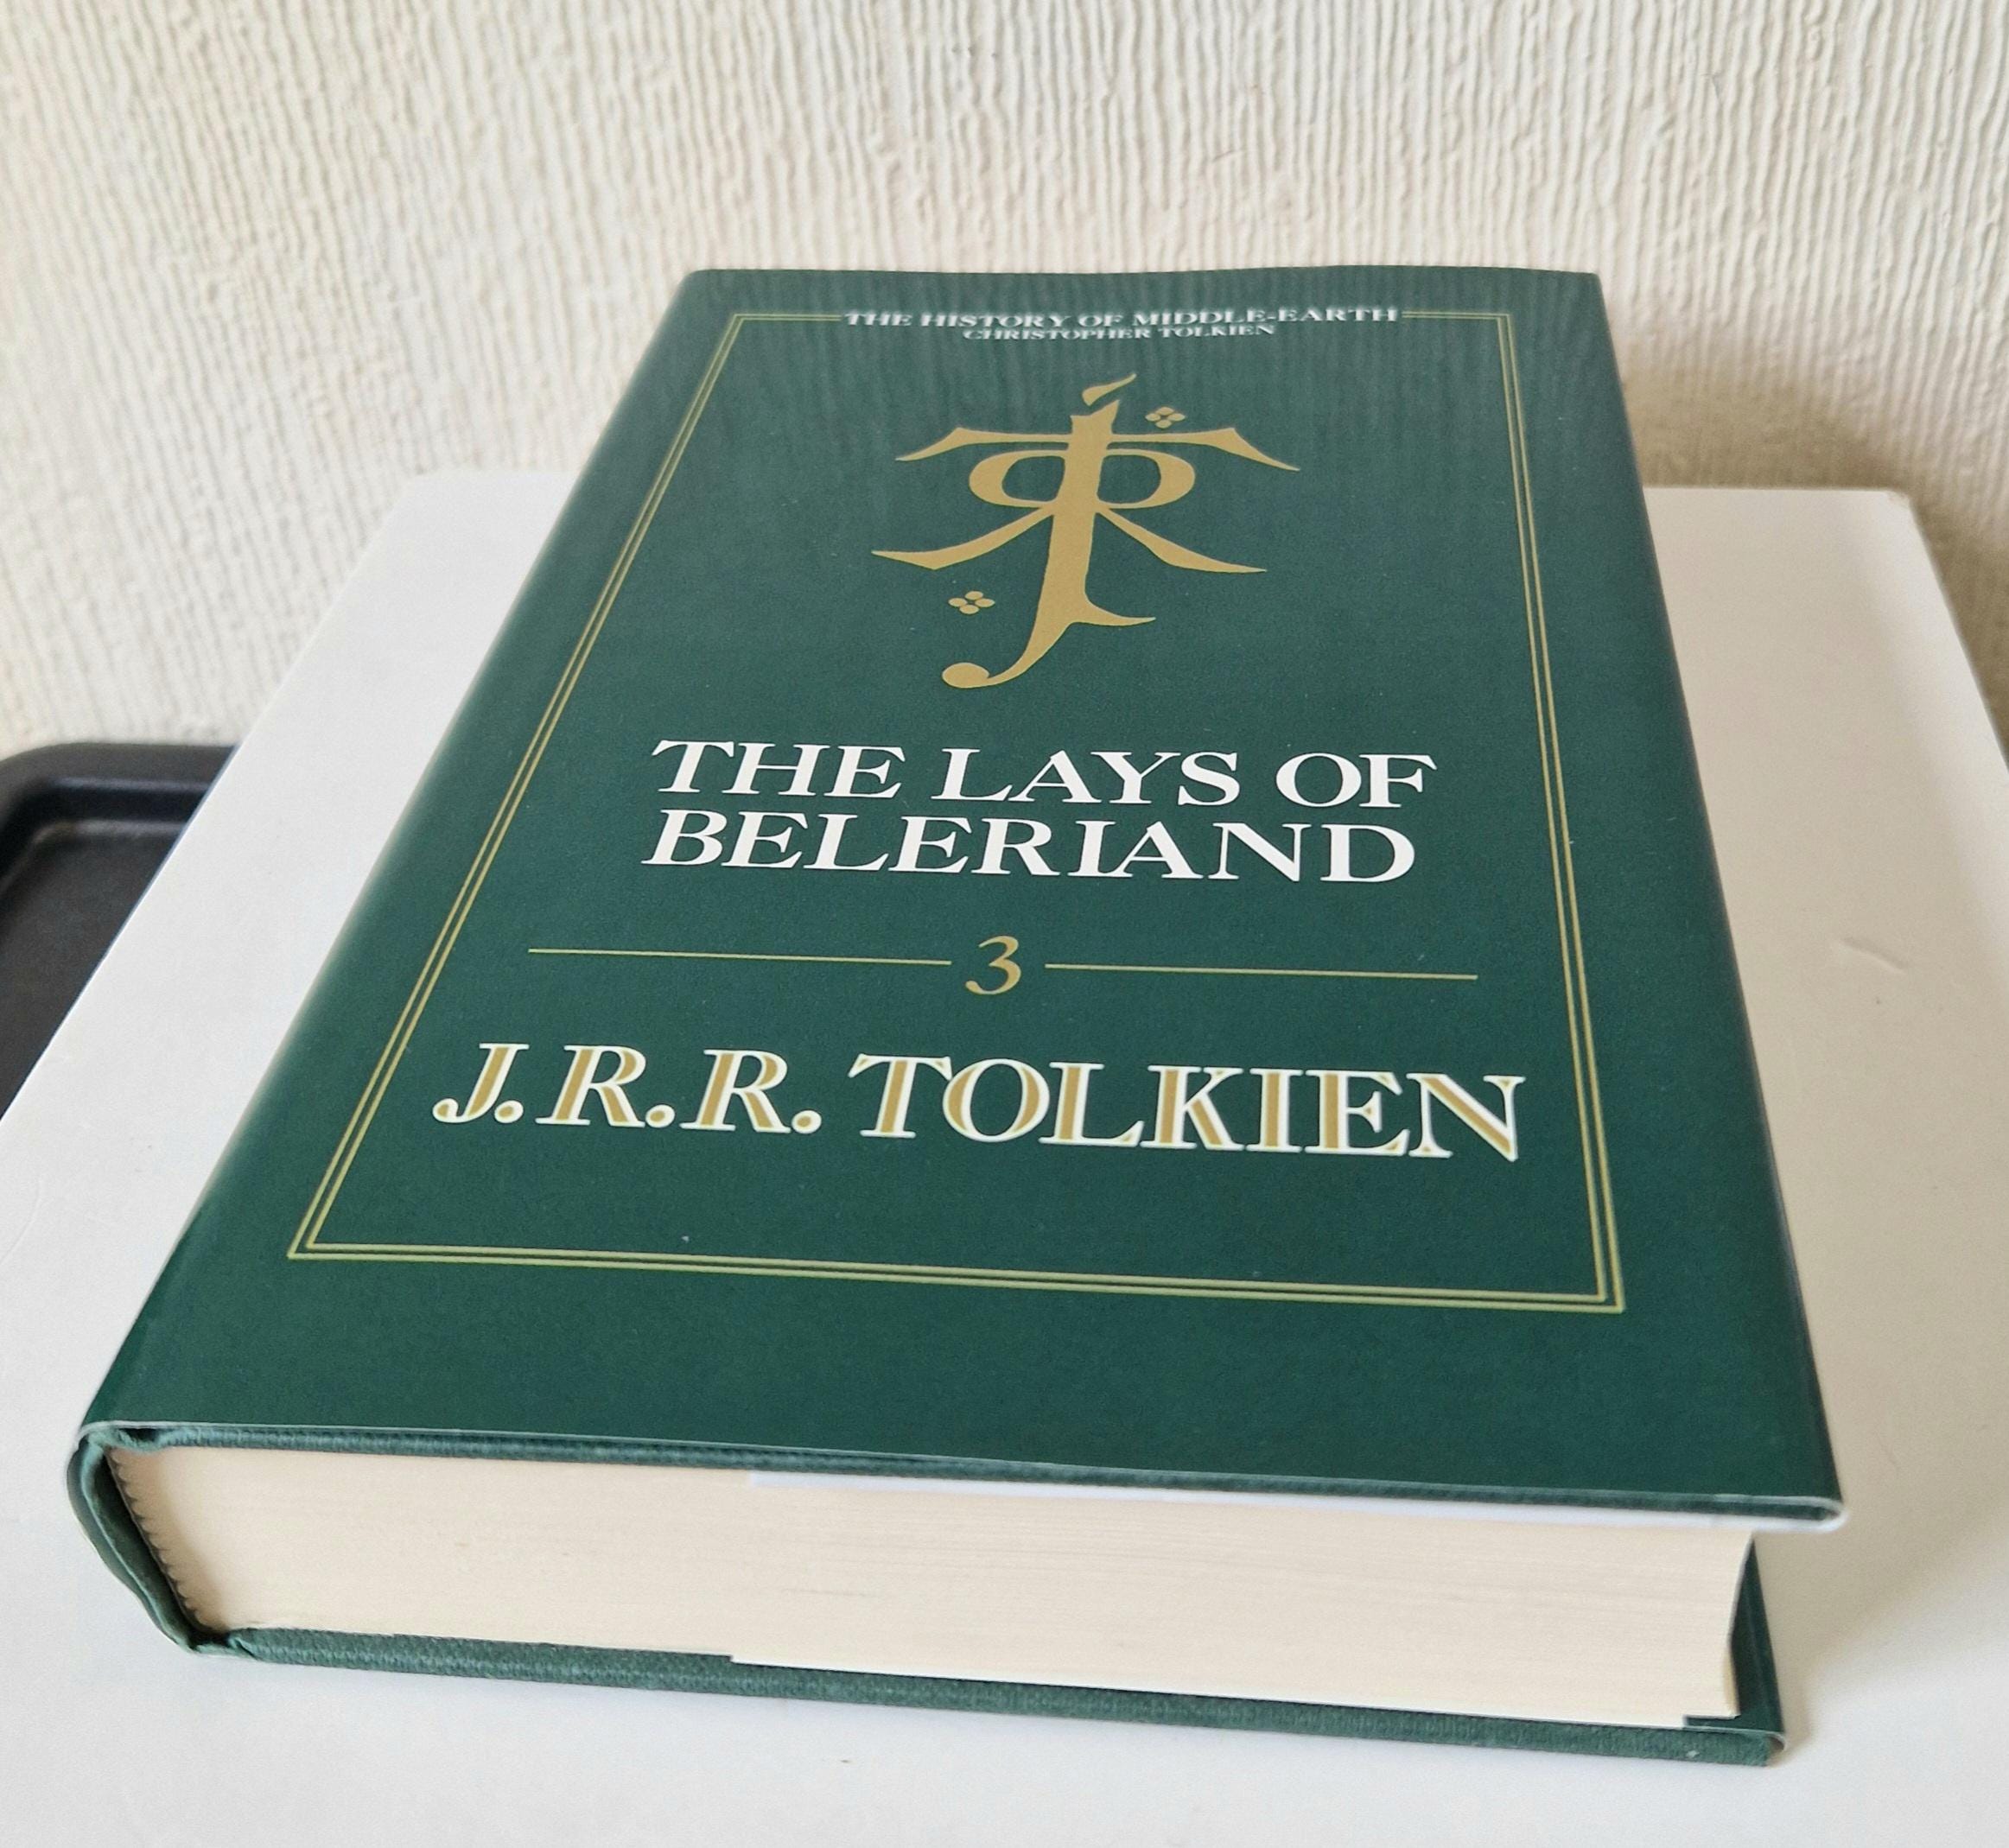 THE HISTORY OF MIDDLE-EARTH
CHRISTOPHER TOLKIEN
THE LAYS OF
BELERIAND
3
J.R.R. TOLKIEN